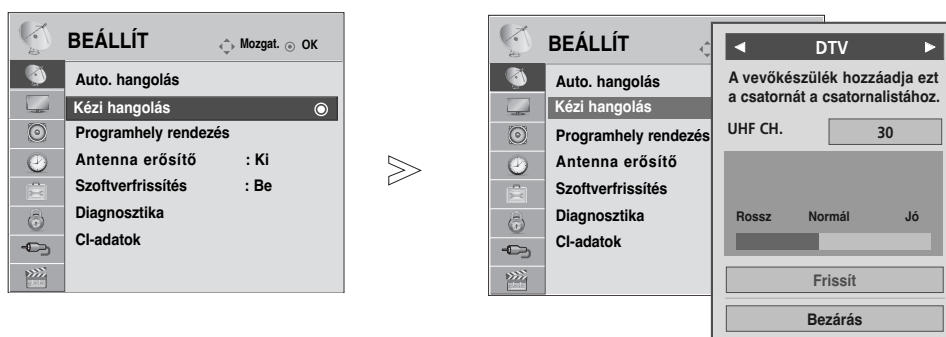 BEÁLLÍT Mozgat. OK
Auto. hangolás
Kézi hangolás
Programhely rendezés
Antenna erősítő : Ki
Szoftverfrissítés : Be
Diagnosztika
CI-adatok
BEÁLLÍT
Auto. hangolás
Kézi hangolás
Programhely rendezés
Antenna erősítő
Szoftverfrissítés
Diagnosztika
CI-adatok
◄ DTV ►
A vevőkészülék hozzáadja ezt
a csatornát a csatornalistához.
UHF CH. 30
Rossz Normál Jó
Frissít
Bezárás